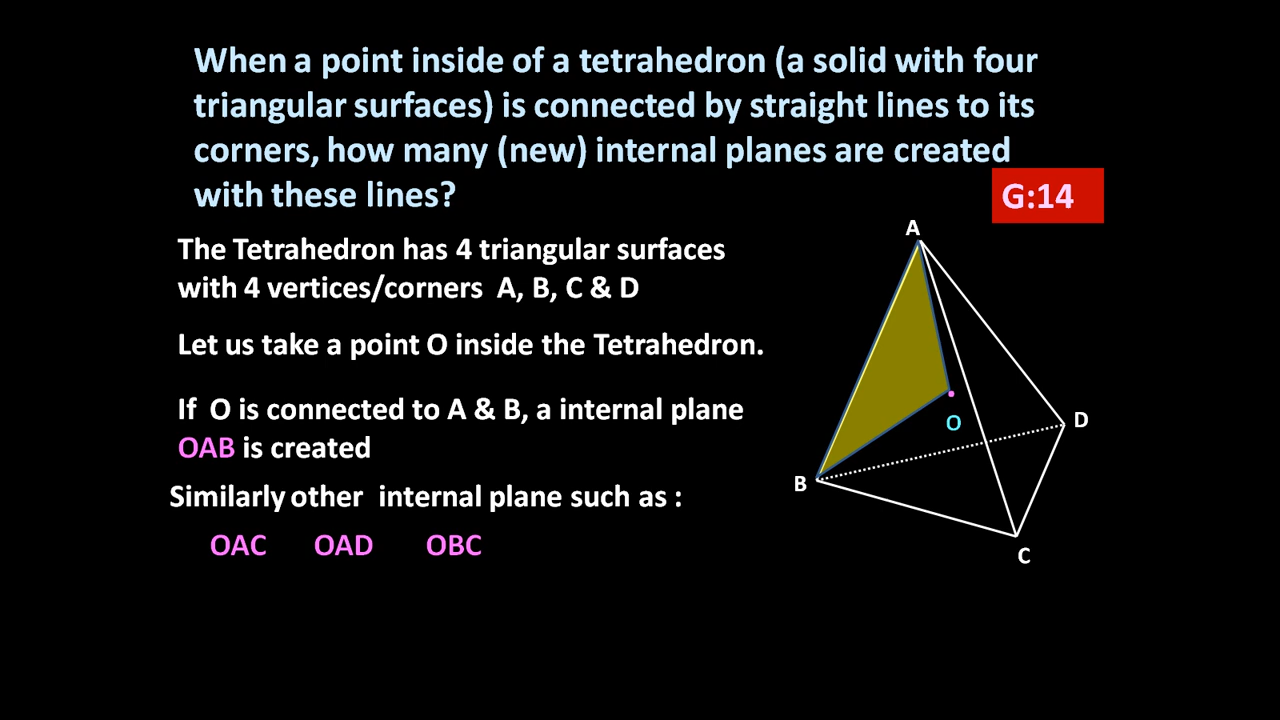 When a point inside of a tetrahedron (a solid with four
triangular surfaces) is connected by straight lines to its
corners, how many (new) internal planes are created
with these lines?
G:14
The Tetrahedron has 4 triangular surfaces
with 4 vertices/corners A, B, C & D
Let us take a point O inside the Tetrahedron.
If O is connected to A & B, a internal plane
OAB is created
Similarly other internal plane such as :
OAC OAD OBC
A
D
O
B
C